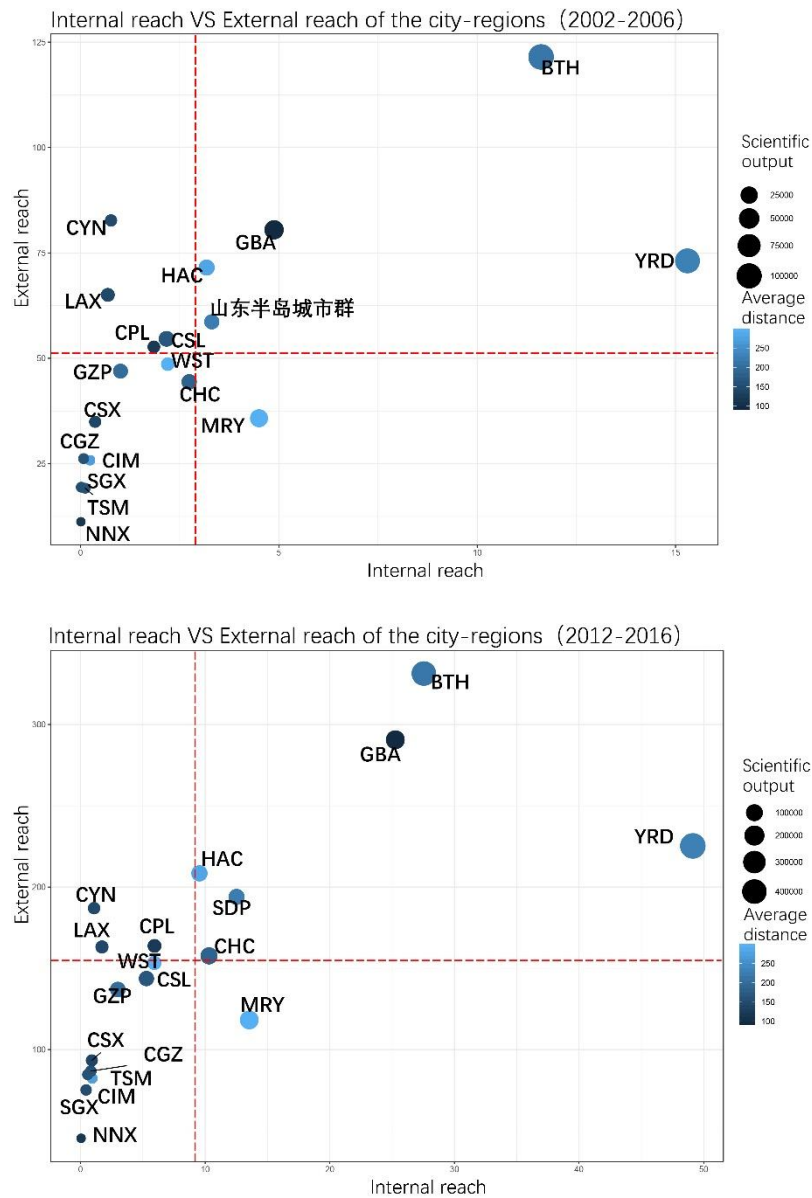 Internal reach VS External reach of the city-regions（2002-2006）
125
BTH
100
CYN
GBA
75
HAC
YRD
LAX
山东半岛城市群
CPL
CSL
50
WST
GZP
CHC
CSX
MRY
CGZ
CIM
25
SGX
TSM
NNX
0
5
10
15
External reach
Internal reach
Scientific
output
25000
50000
75000
100000
Average
distance
250
200
150
100
Internal reach VS External reach of the city-regions（2012-2016）
BTH
300
GBA
YRD
HAC
200
CYN
SDP
CPL
LAX
CHC
WST
CSL
GZP
MRY
CSX
100
CGZ
TSM
CIM
SGX
NNX
0
10
20
30
40
50
External reach
Internal reach
Scientific
output
100000
200000
300000
400000
Average
distance
250
200
150
100